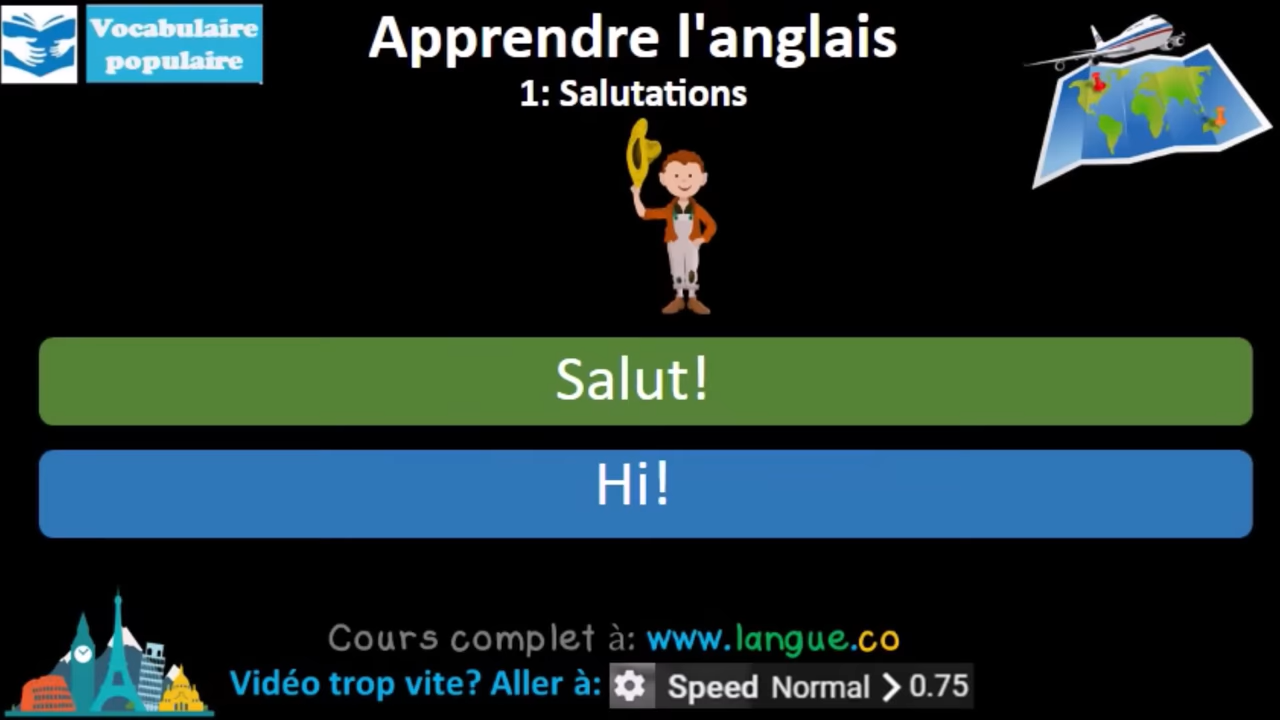 Vocabulaire
populaire
Apprendre l'anglais
1: Salutations
Salut!
Hi!
Cours complet à: www.langue.co
Vidéo trop vite? Aller à: Speed Normal > 0.75